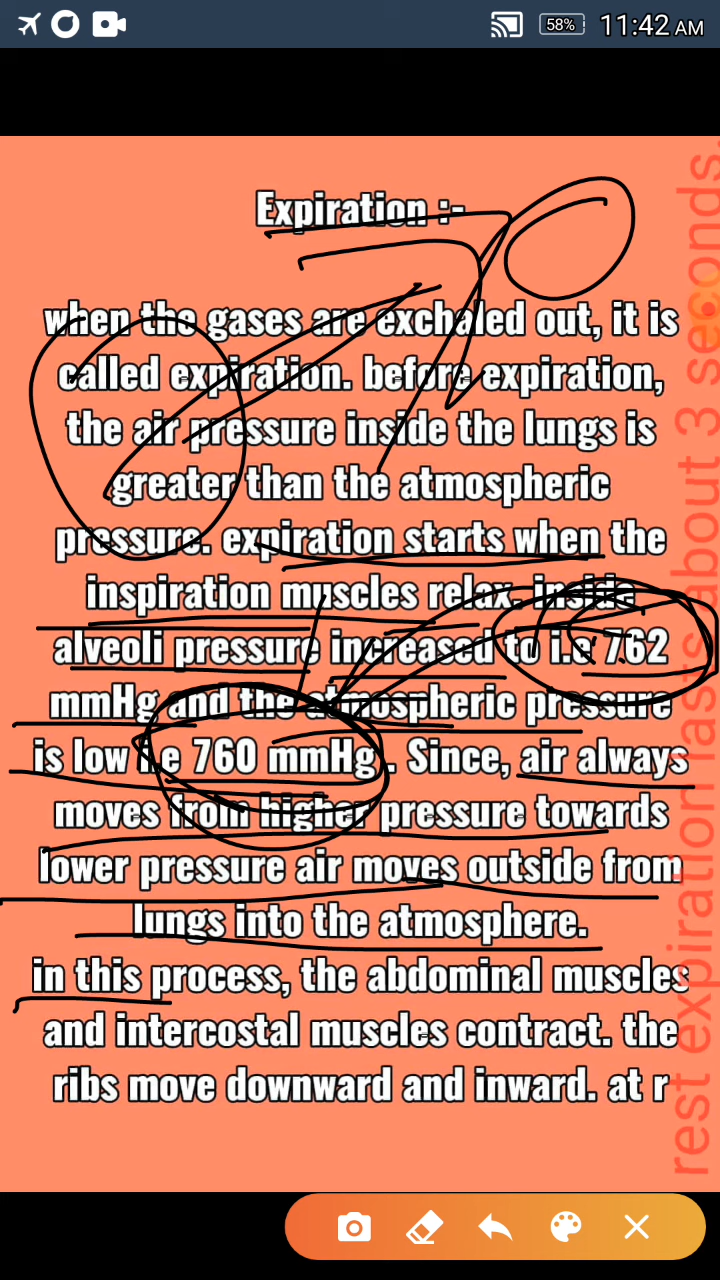 58%
11:42 AM
Expiration :-
when the gases are exchaled out, it is
called expiration. before expiration,
the air pressure inside the lungs is
greater than the atmospheric
pressure. expiration starts when the
inspiration muscles relax. inside
alveoli pressure increased to i.e 762
mmHg and the atmospheric pressure
is low i.e 760 mmHg . Since, air always
moves from higher pressure towards
lower pressure air moves outside from
lungs into the atmosphere.
in this process, the abdominal muscles
and intercostal muscles contract. the
ribs move downward and inward. at r
rest expiration lasts about 3 seconds.